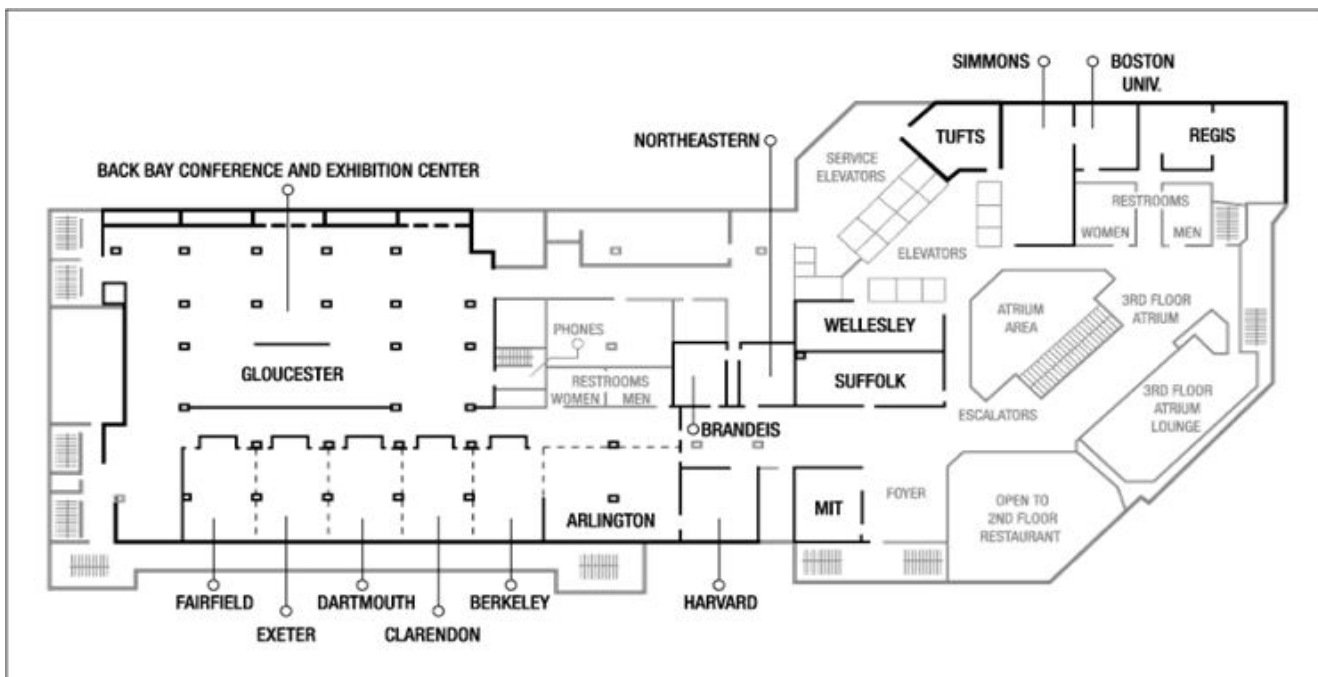 SIMMONS
BOSTON
UNIV.
NORTHEASTERN
TUFTS
REGIS
SERVICE
ELEVATORS
BACK BAY CONFERENCE AND EXHIBITION CENTER
RESTROOMS
WOMEN
MEN
ELEVATORS
ATRIUM
AREA
3RD FLOOR
ATRIUM
WELLESLEY
PHONES
GLOUCESTER
RESTROOMS
WOMEN
MEN
SUFFOLK
3RD FLOOR
ATRIUM
LOUNGE
ESCALATORS
BRANDEIS
ARLINGTON
MIT
FOYER
OPEN TO
2ND FLOOR
RESTAURANT
FAIRFIELD
DARTMOUTH
BERKELEY
HARVARD
EXETER
CLARENDON